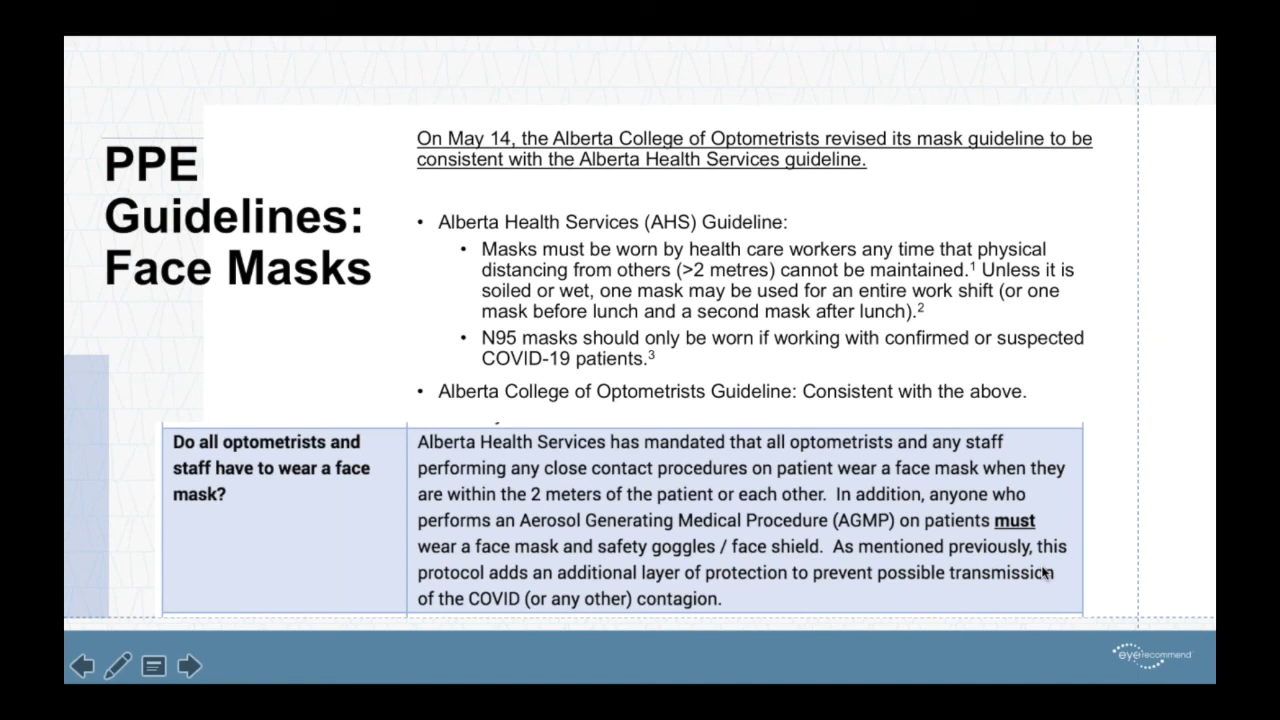 PPE
Guidelines:
Face Masks
On May 14, the Alberta College of Optometrists revised its mask guideline to be
consistent with the Alberta Health Services guideline.
• Alberta Health Services (AHS) Guideline:
• Masks must be worn by health care workers any time that physical
distancing from others (>2 metres) cannot be maintained.¹ Unless it is
soiled or wet, one mask may be used for an entire work shift (or one
mask before lunch and a second mask after lunch).²
• N95 masks should only be worn if working with confirmed or suspected
COVID-19 patients.³
• Alberta College of Optometrists Guideline: Consistent with the above.
Do all optometrists and
staff have to wear a face
mask?
Alberta Health Services has mandated that all optometrists and any staff
performing any close contact procedures on patient wear a face mask when they
are within the 2 meters of the patient or each other. In addition, anyone who
performs an Aerosol Generating Medical Procedure (AGMP) on patients must
wear a face mask and safety goggles / face shield. As mentioned previously, this
protocol adds an additional layer of protection to prevent possible transmission
of the COVID (or any other) contagion.
eyerecommend